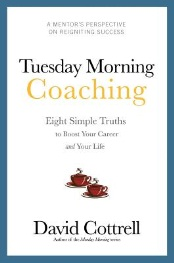 A MENTOR'S PERSPECTIVE
ON REIGNITING SUCCESS
Tuesday Morning
Coaching
Eight Simple Truths
to Boost Your Career
and Your Life
David Cottrell
Author of the Monday Morning series